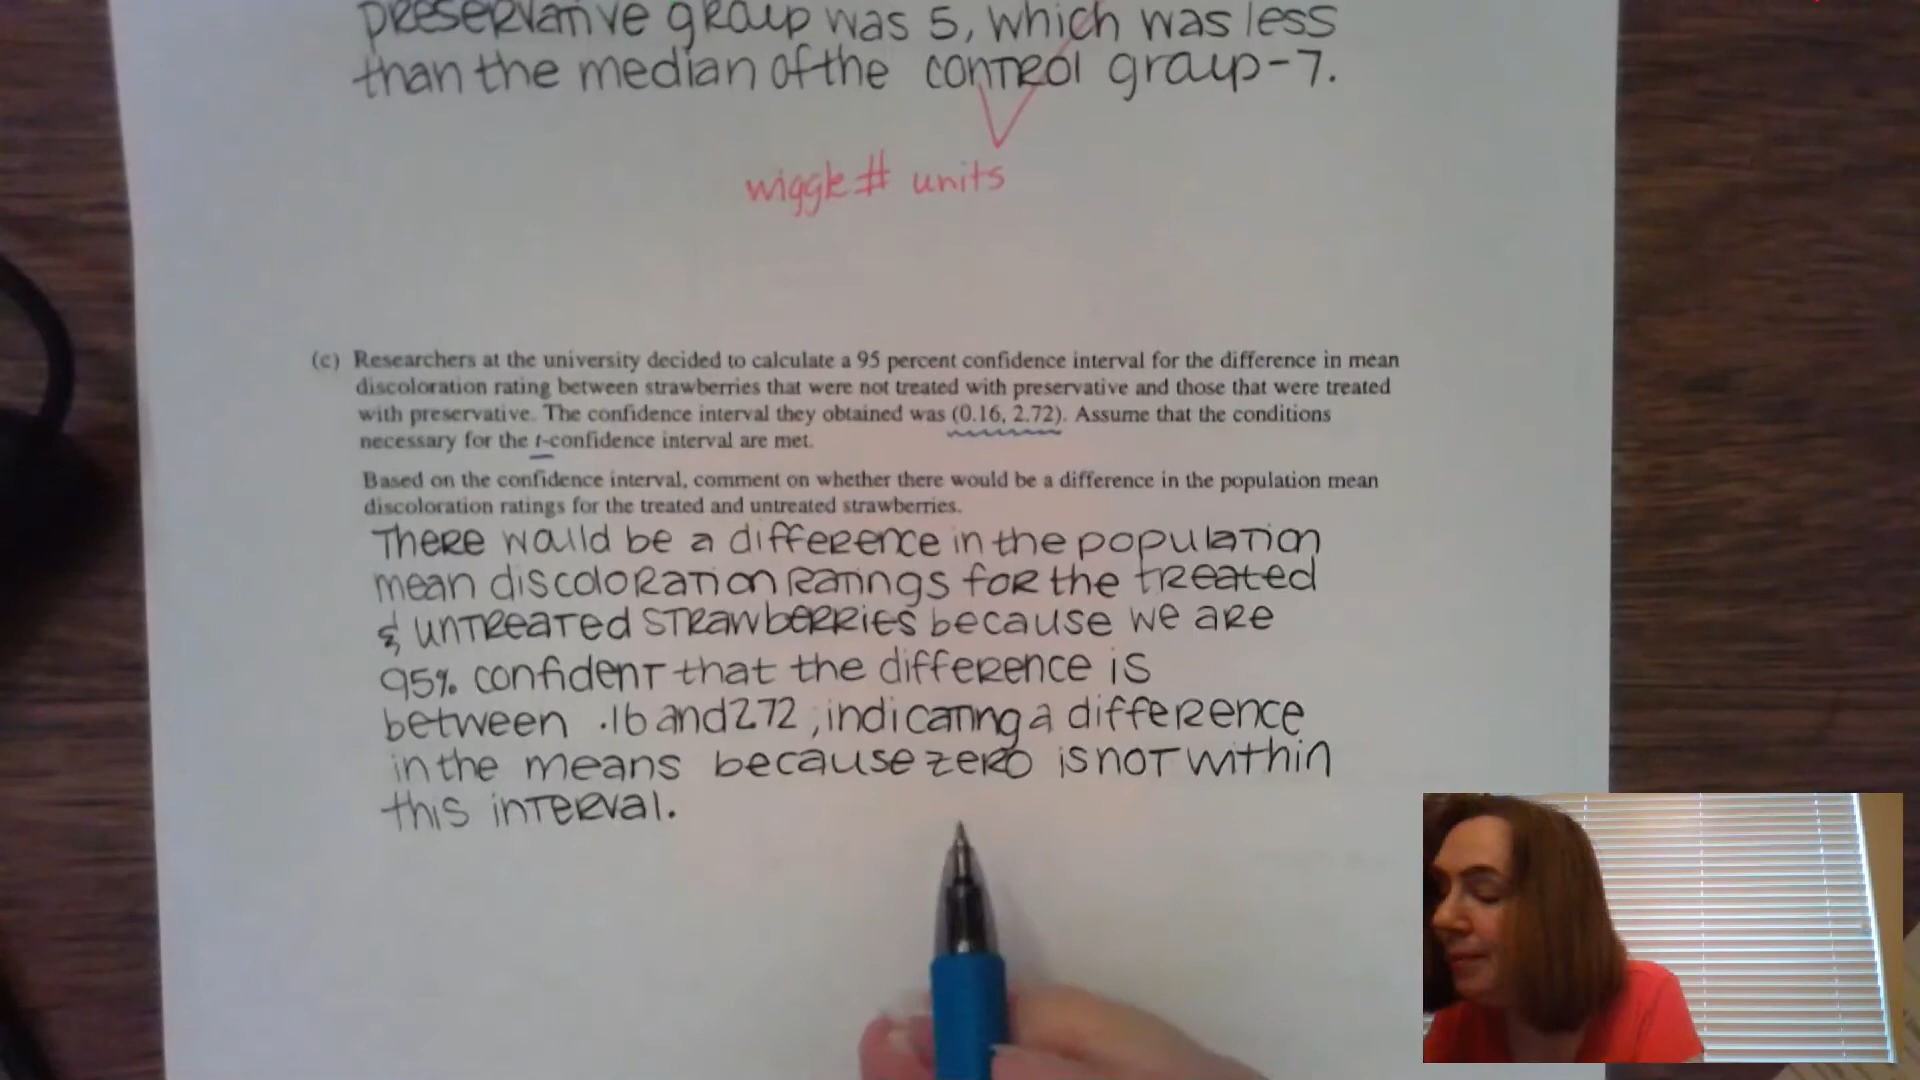 preservative group was 5, which was less
than the median of the control group-7.
wiggle # units
(c) Researchers at the university decided to calculate a 95 percent confidence interval for the difference in mean
discoloration rating between strawberries that were not treated with preservative and those that were treated
with preservative. The confidence interval they obtained was (0.16, 2.72). Assume that the conditions
necessary for the t-confidence interval are met.
Based on the confidence interval, comment on whether there would be a difference in the population mean
discoloration ratings for the treated and untreated strawberries.
There would be a difference in the population
mean discoloration ratings for the treated
& untreated strawberries because we are
95% confident that the difference is
between .16 and 2.72, indicating a difference
in the means because zero is not within
this interval.